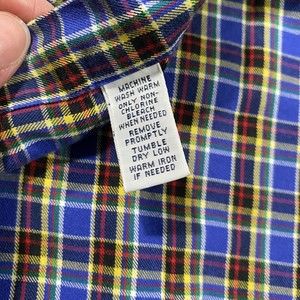 MACHINE
WASH WARM
ONLY NON-
CHLORINE
BLEACH
WHEN NEEDED
REMOVE
PROMPTLY
TUMBLE
DRY LOW
WARM IRON
IF NEEDED